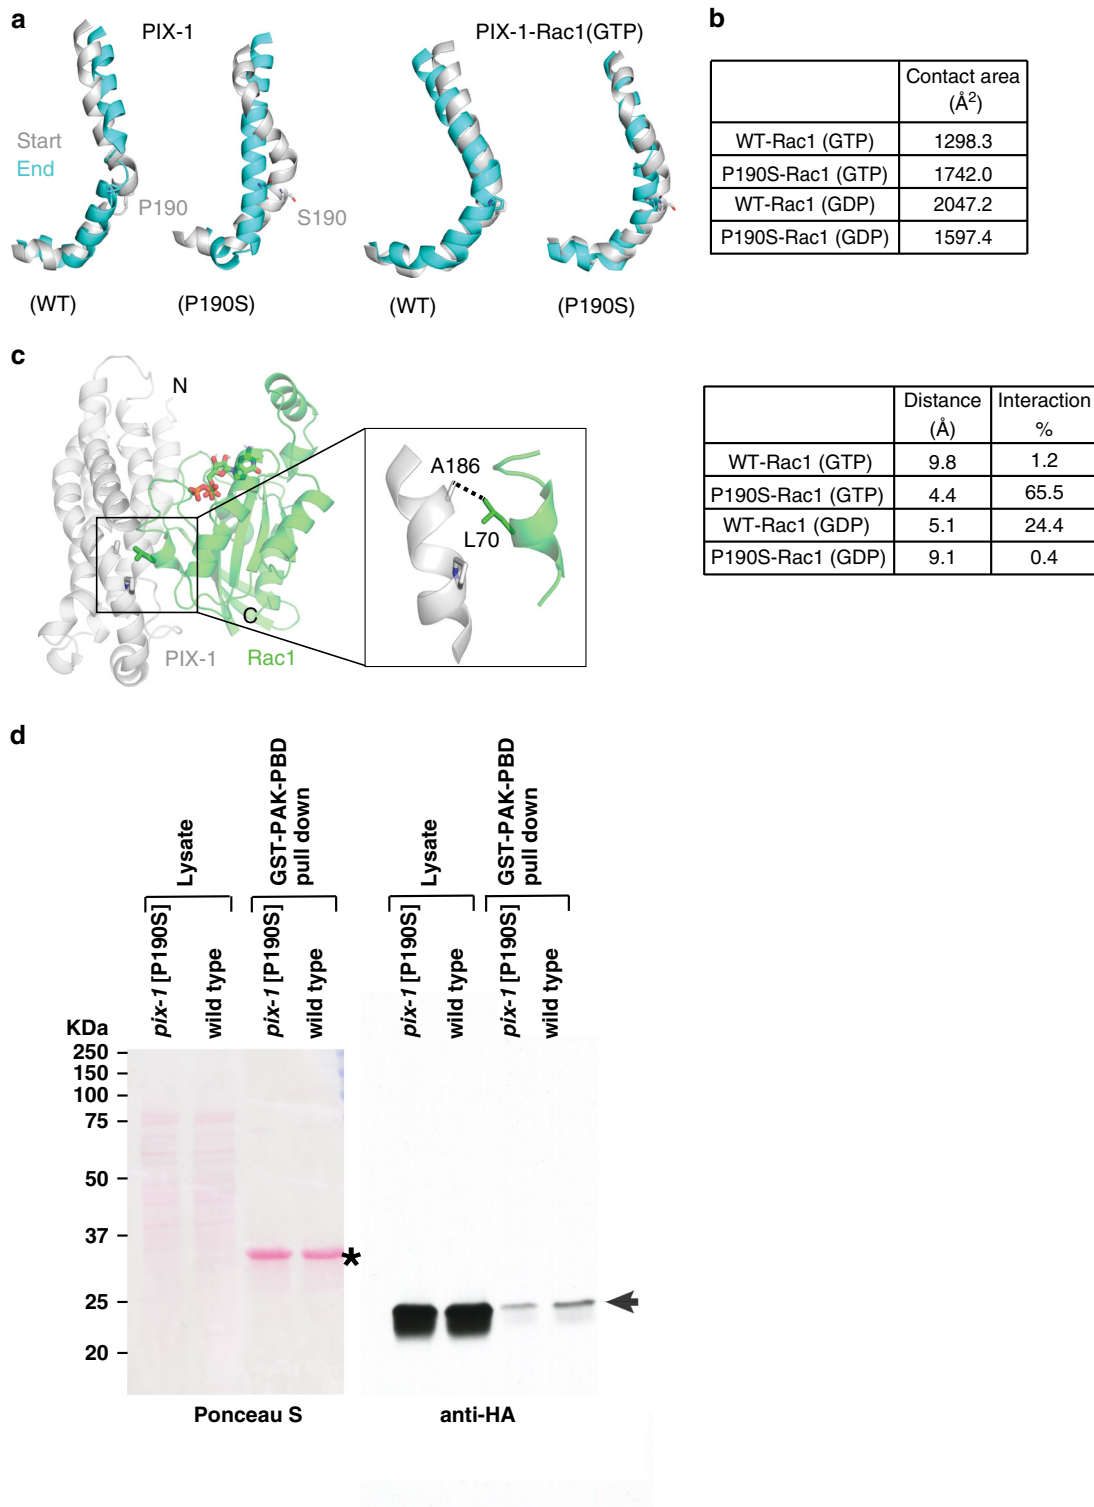 a
PIX-1
PIX-1-Rac1(GTP)
Start
End
P190
S190
(WT)
(P190S)
(WT)
(P190S)
b
Contact area
(Å2)
WT-Rac1 (GTP) 1298.3
P190S-Rac1 (GTP) 1742.0
WT-Rac1 (GDP) 2047.2
P190S-Rac1 (GDP) 1597.4
c
N
C
PIX-1
Rac1
A186
L70
Distance Interaction
(Å) %
WT-Rac1 (GTP) 9.8 1.2
P190S-Rac1 (GTP) 4.4 65.5
WT-Rac1 (GDP) 5.1 24.4
P190S-Rac1 (GDP) 9.1 0.4
d
Lysate
GST-PAK-PBD
pull down
Lysate
GST-PAK-PBD
pull down
pix-1 [P190S]
wild type
pix-1 [P190S]
wild type
pix-1 [P190S]
wild type
pix-1 [P190S]
wild type
KDa
250
150
100
75
50
37
25
20
*
Ponceau S
anti-HA